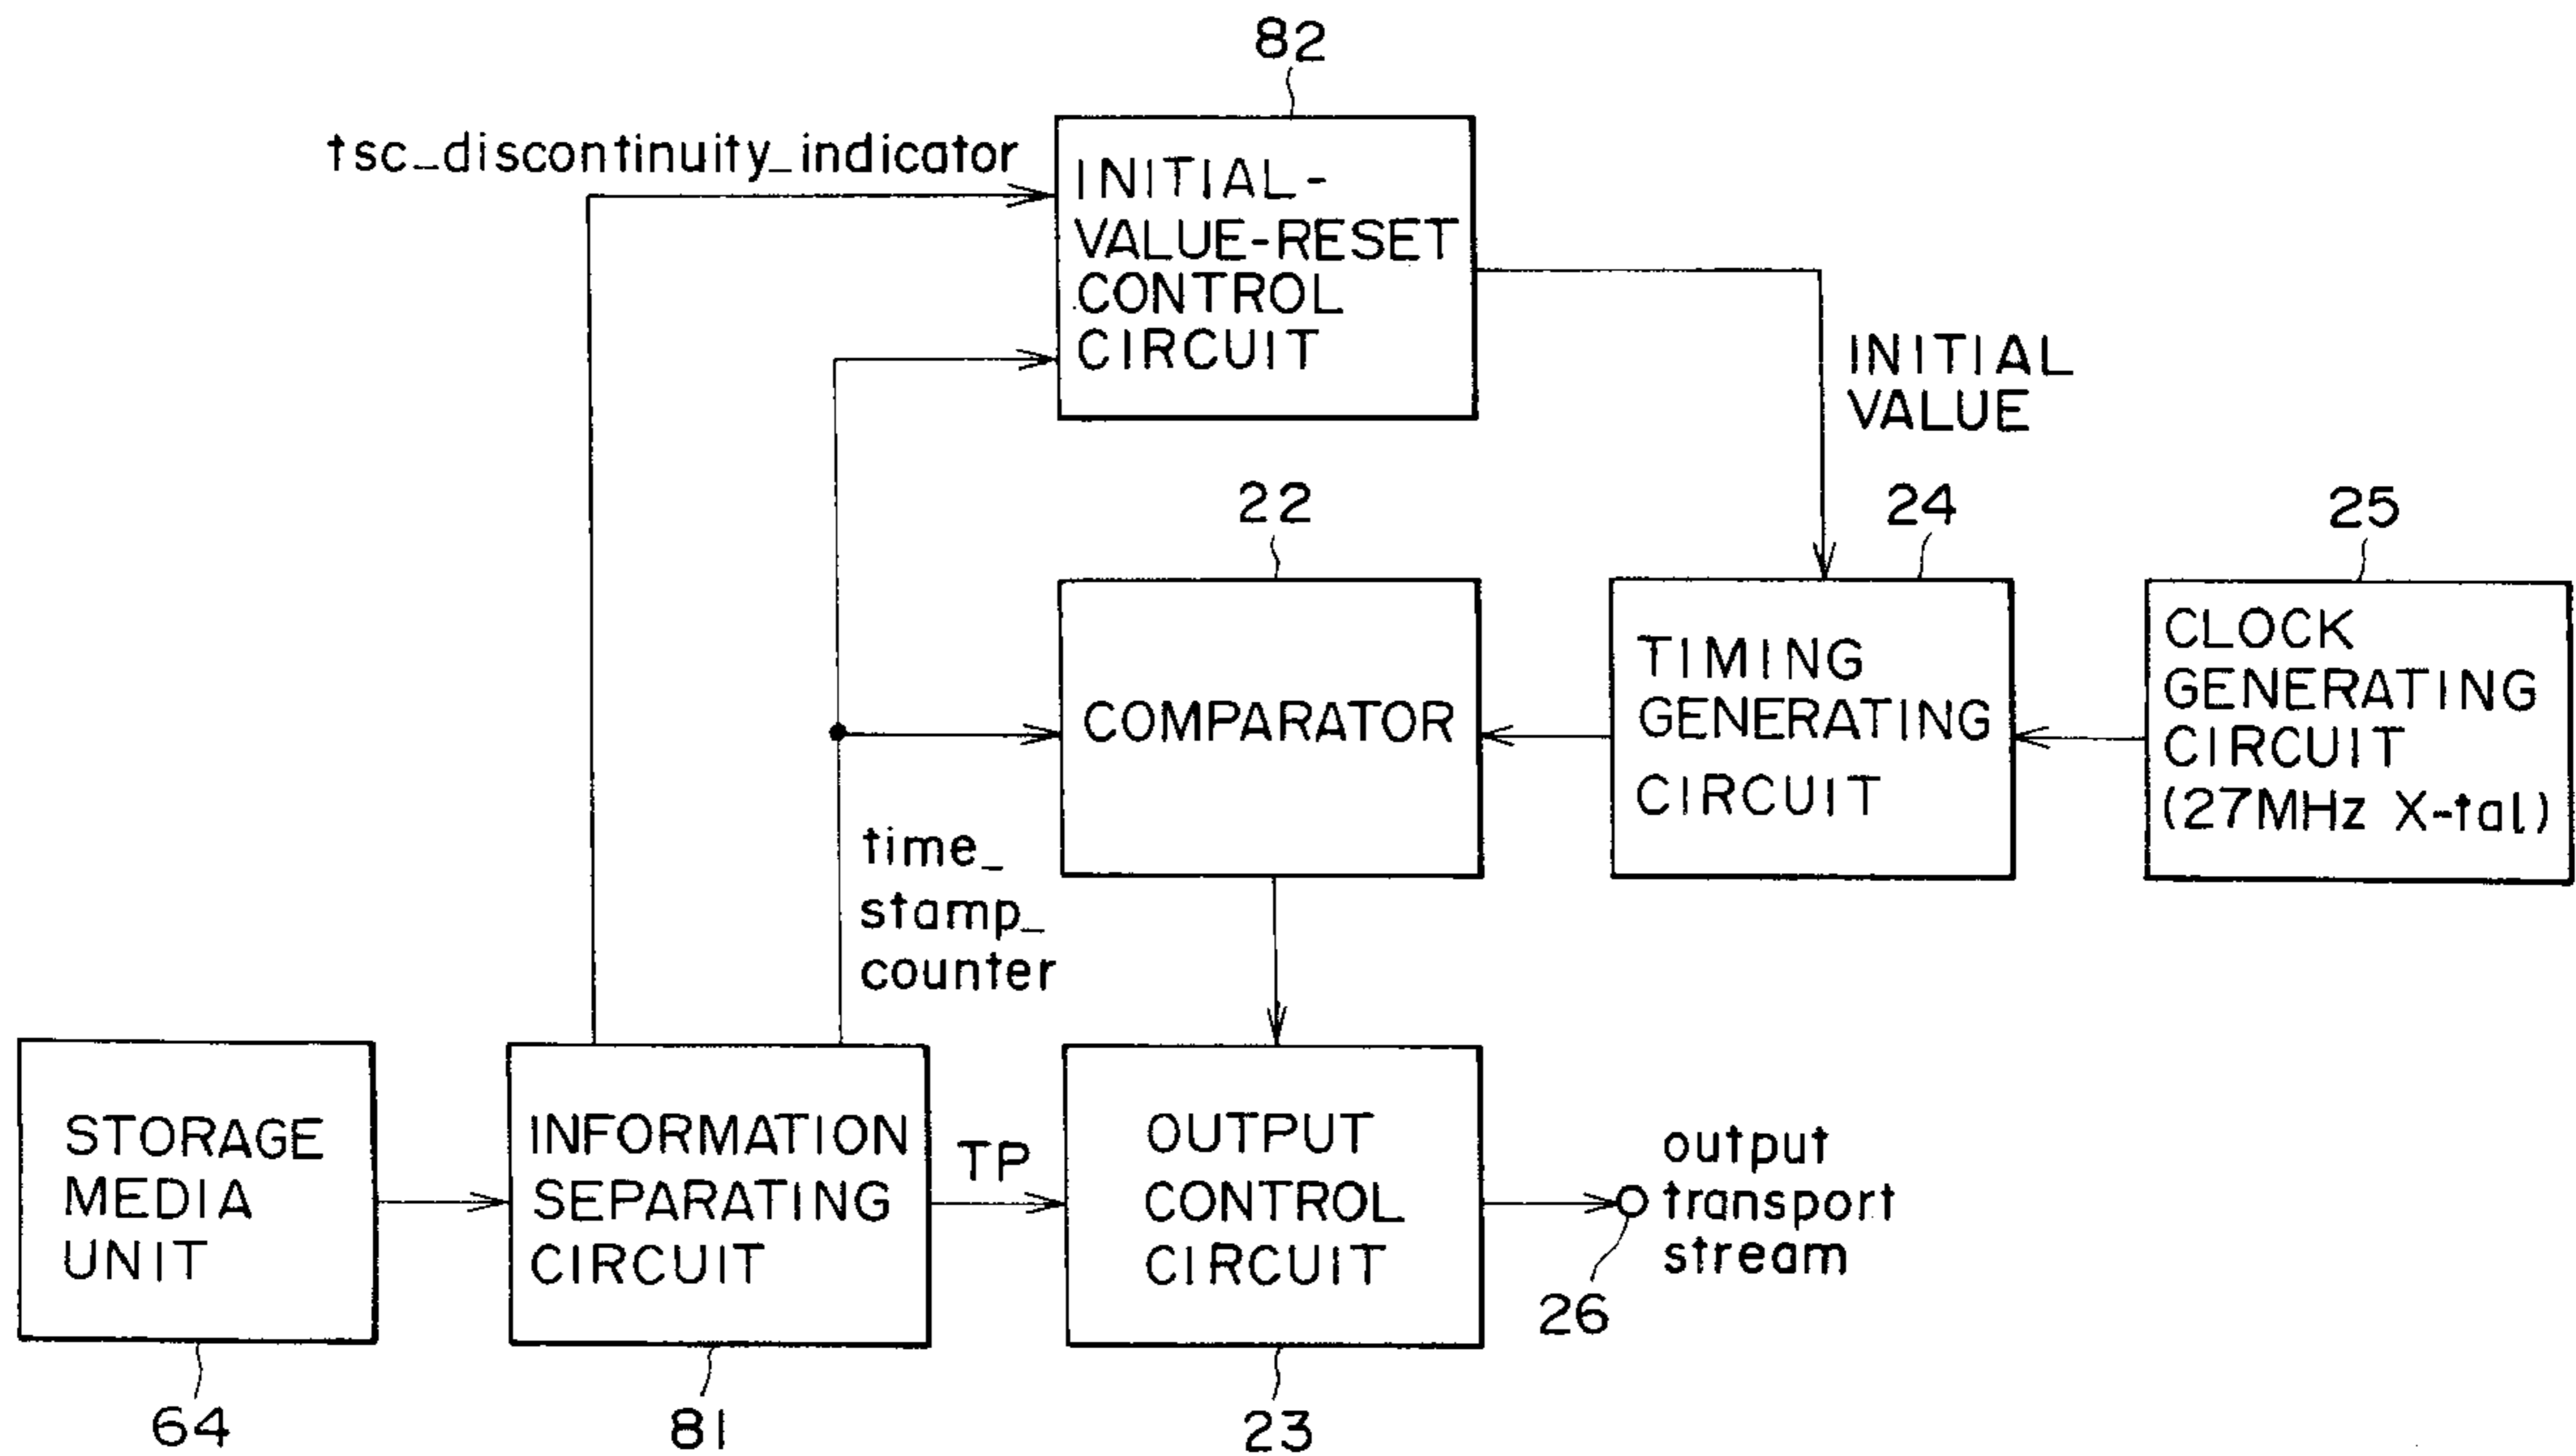 82
tsc_discontinuity_indicator
INITIAL-
VALUE-RESET
CONTROL
CIRCUIT
INITIAL
VALUE
22
24
25
COMPARATOR
TIMING
GENERATING
CIRCUIT
CLOCK
GENERATING
CIRCUIT
(27MHz X-tal)
time_
stamp_
counter
STORAGE
MEDIA
UNIT
INFORMATION
SEPARATING
CIRCUIT
TP
OUTPUT
CONTROL
CIRCUIT
output
transport
stream
26
64
81
23